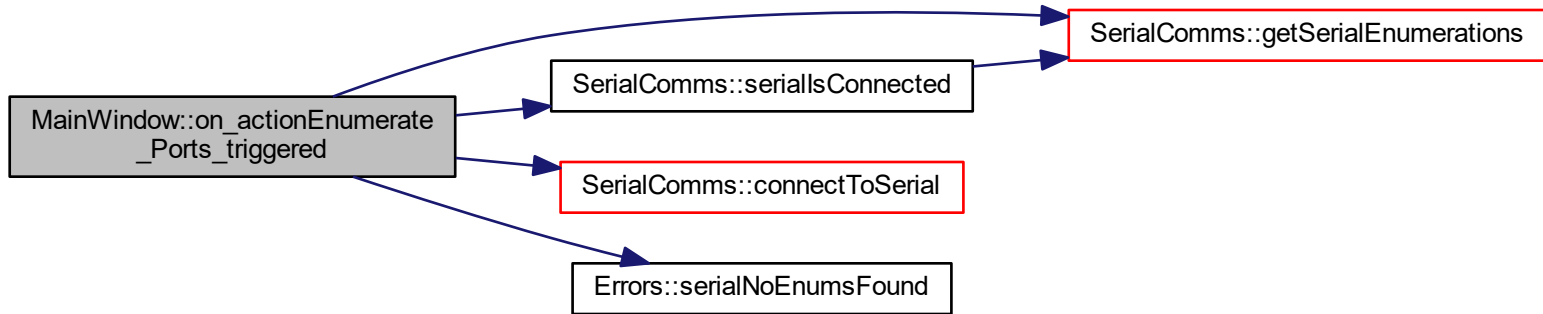 MainWindow::on_actionEnumerate
_Ports_triggered
SerialComms::getSerialEnumerations
SerialComms::serialIsConnected
SerialComms::connectToSerial
Errors::serialNoEnumsFound